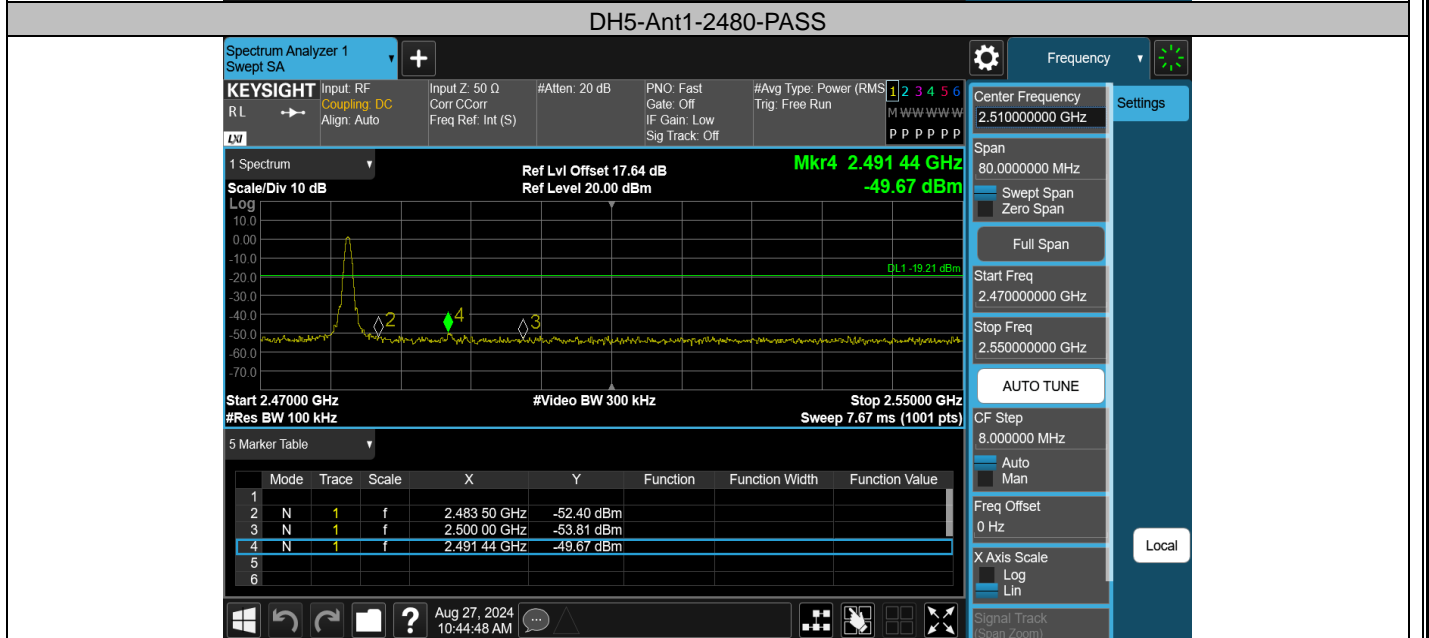 DH5-Ant1-2480-PASS
Spectrum Analyzer 1
Swept SA
Frequency
KEYSIGHT
RL
LXI
Input: RF
Coupling: DC
Align: Auto
Input Z: 50 Ω
Corr CCorr
Freq Ref: Int (S)
#Atten: 20 dB
PNO: Fast
Gate: Off
IF Gain: Low
Sig Track: Off
#Avg Type: Power (RMS
Trig: Free Run
1 2 3 4 5 6
M W W W W W
P P P P P P
Center Frequency
2.510000000 GHz
Settings
1 Spectrum
Ref Lvl Offset 17.64 dB
Mkr4 2.491 44 GHz
Scale/Div 10 dB
Ref Level 20.00 dBm
-49.67 dBm
Span
80.0000000 MHz
Swept Span
Zero Span
Full Span
Log
10.0
0.00
-10.0
-20.0
-30.0
-40.0
-50.0
-60.0
-70.0
DL1 -19.21 dBm
2
4
3
Start Freq
2.470000000 GHz
Stop Freq
2.550000000 GHz
AUTO TUNE
Start 2.47000 GHz
#Video BW 300 kHz
Stop 2.55000 GHz
#Res BW 100 kHz
Sweep 7.67 ms (1001 pts)
CF Step
8.000000 MHz
Auto
Man
5 Marker Table
Mode Trace Scale X Y Function Function Width Function Value
1
2 N 1 f 2.483 50 GHz -52.40 dBm
3 N 1 f 2.500 00 GHz -53.81 dBm
4 N 1 f 2.491 44 GHz -49.67 dBm
5
6
Freq Offset
0 Hz
Local
X Axis Scale
Log
Lin
Signal Track
(Span Zoom)
?
Aug 27, 2024
10:44:48 AM